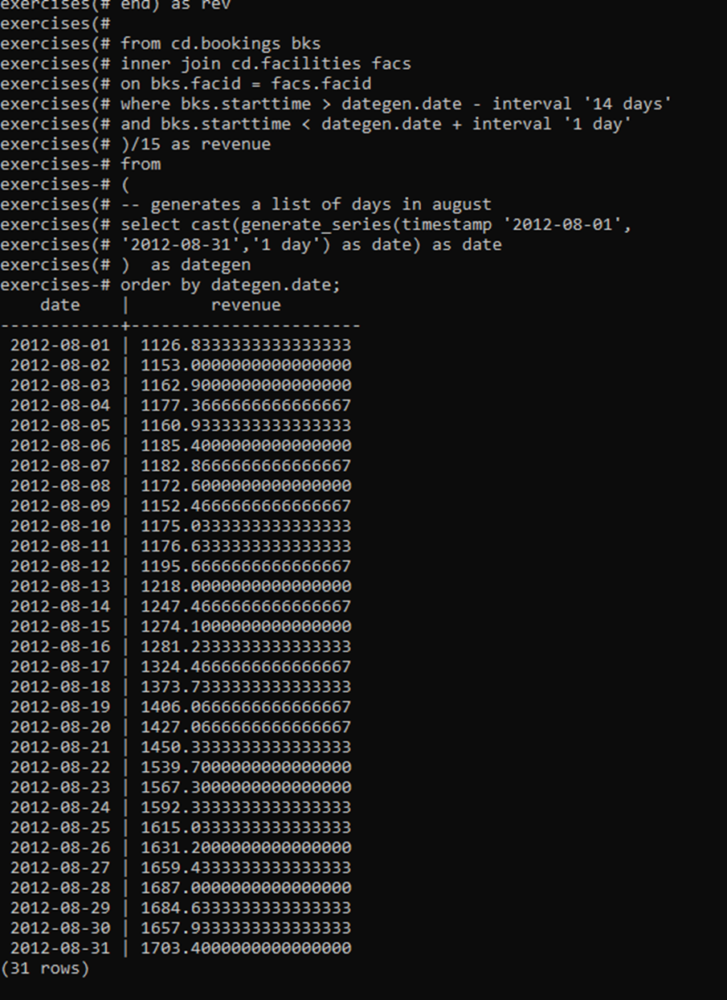 exercises(# end) as rev
exercises(#
exercises(# from cd.bookings bks
exercises(# inner join cd.facilities facs
exercises(# on bks.facid = facs.facid
exercises(# where bks.starttime > dategen.date - interval '14 days'
exercises(# and bks.starttime < dategen.date + interval '1 day'
exercises(# )/15 as revenue
exercises-# from
exercises-# (
exercises(# -- generates a list of days in august
exercises(# select cast(generate_series(timestamp '2012-08-01',
exercises(# '2012-08-31','1 day') as date) as date
exercises(# )  as dategen
exercises-# order by dategen.date;
    date    |        revenue
------------+-----------------------
 2012-08-01 | 1126.8333333333333333
 2012-08-02 | 1153.0000000000000000
 2012-08-03 | 1162.9000000000000000
 2012-08-04 | 1177.3666666666666667
 2012-08-05 | 1160.9333333333333333
 2012-08-06 | 1185.4000000000000000
 2012-08-07 | 1182.8666666666666667
 2012-08-08 | 1172.6000000000000000
 2012-08-09 | 1152.4666666666666667
 2012-08-10 | 1175.0333333333333333
 2012-08-11 | 1176.6333333333333333
 2012-08-12 | 1195.6666666666666667
 2012-08-13 | 1218.0000000000000000
 2012-08-14 | 1247.4666666666666667
 2012-08-15 | 1274.1000000000000000
 2012-08-16 | 1281.2333333333333333
 2012-08-17 | 1324.4666666666666667
 2012-08-18 | 1373.7333333333333333
 2012-08-19 | 1406.0666666666666667
 2012-08-20 | 1427.0666666666666667
 2012-08-21 | 1450.3333333333333333
 2012-08-22 | 1539.7000000000000000
 2012-08-23 | 1567.3000000000000000
 2012-08-24 | 1592.3333333333333333
 2012-08-25 | 1615.0333333333333333
 2012-08-26 | 1631.2000000000000000
 2012-08-27 | 1659.4333333333333333
 2012-08-28 | 1687.0000000000000000
 2012-08-29 | 1684.6333333333333333
 2012-08-30 | 1657.9333333333333333
 2012-08-31 | 1703.4000000000000000
(31 rows)